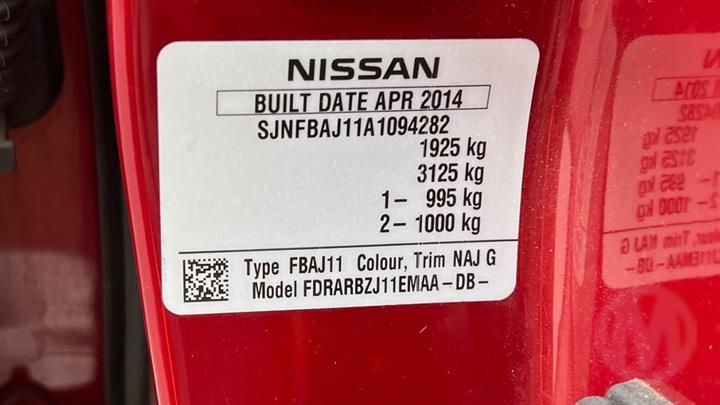 NISSAN
BUILT DATE APR 2014
SJNFBAJ11A1094282
1925 kg
3125 kg
1- 995 kg
2- 1000 kg
Type FBAJ11 Colour, Trim NAJ G
Model FDRARBZJ11EMAA-DB-